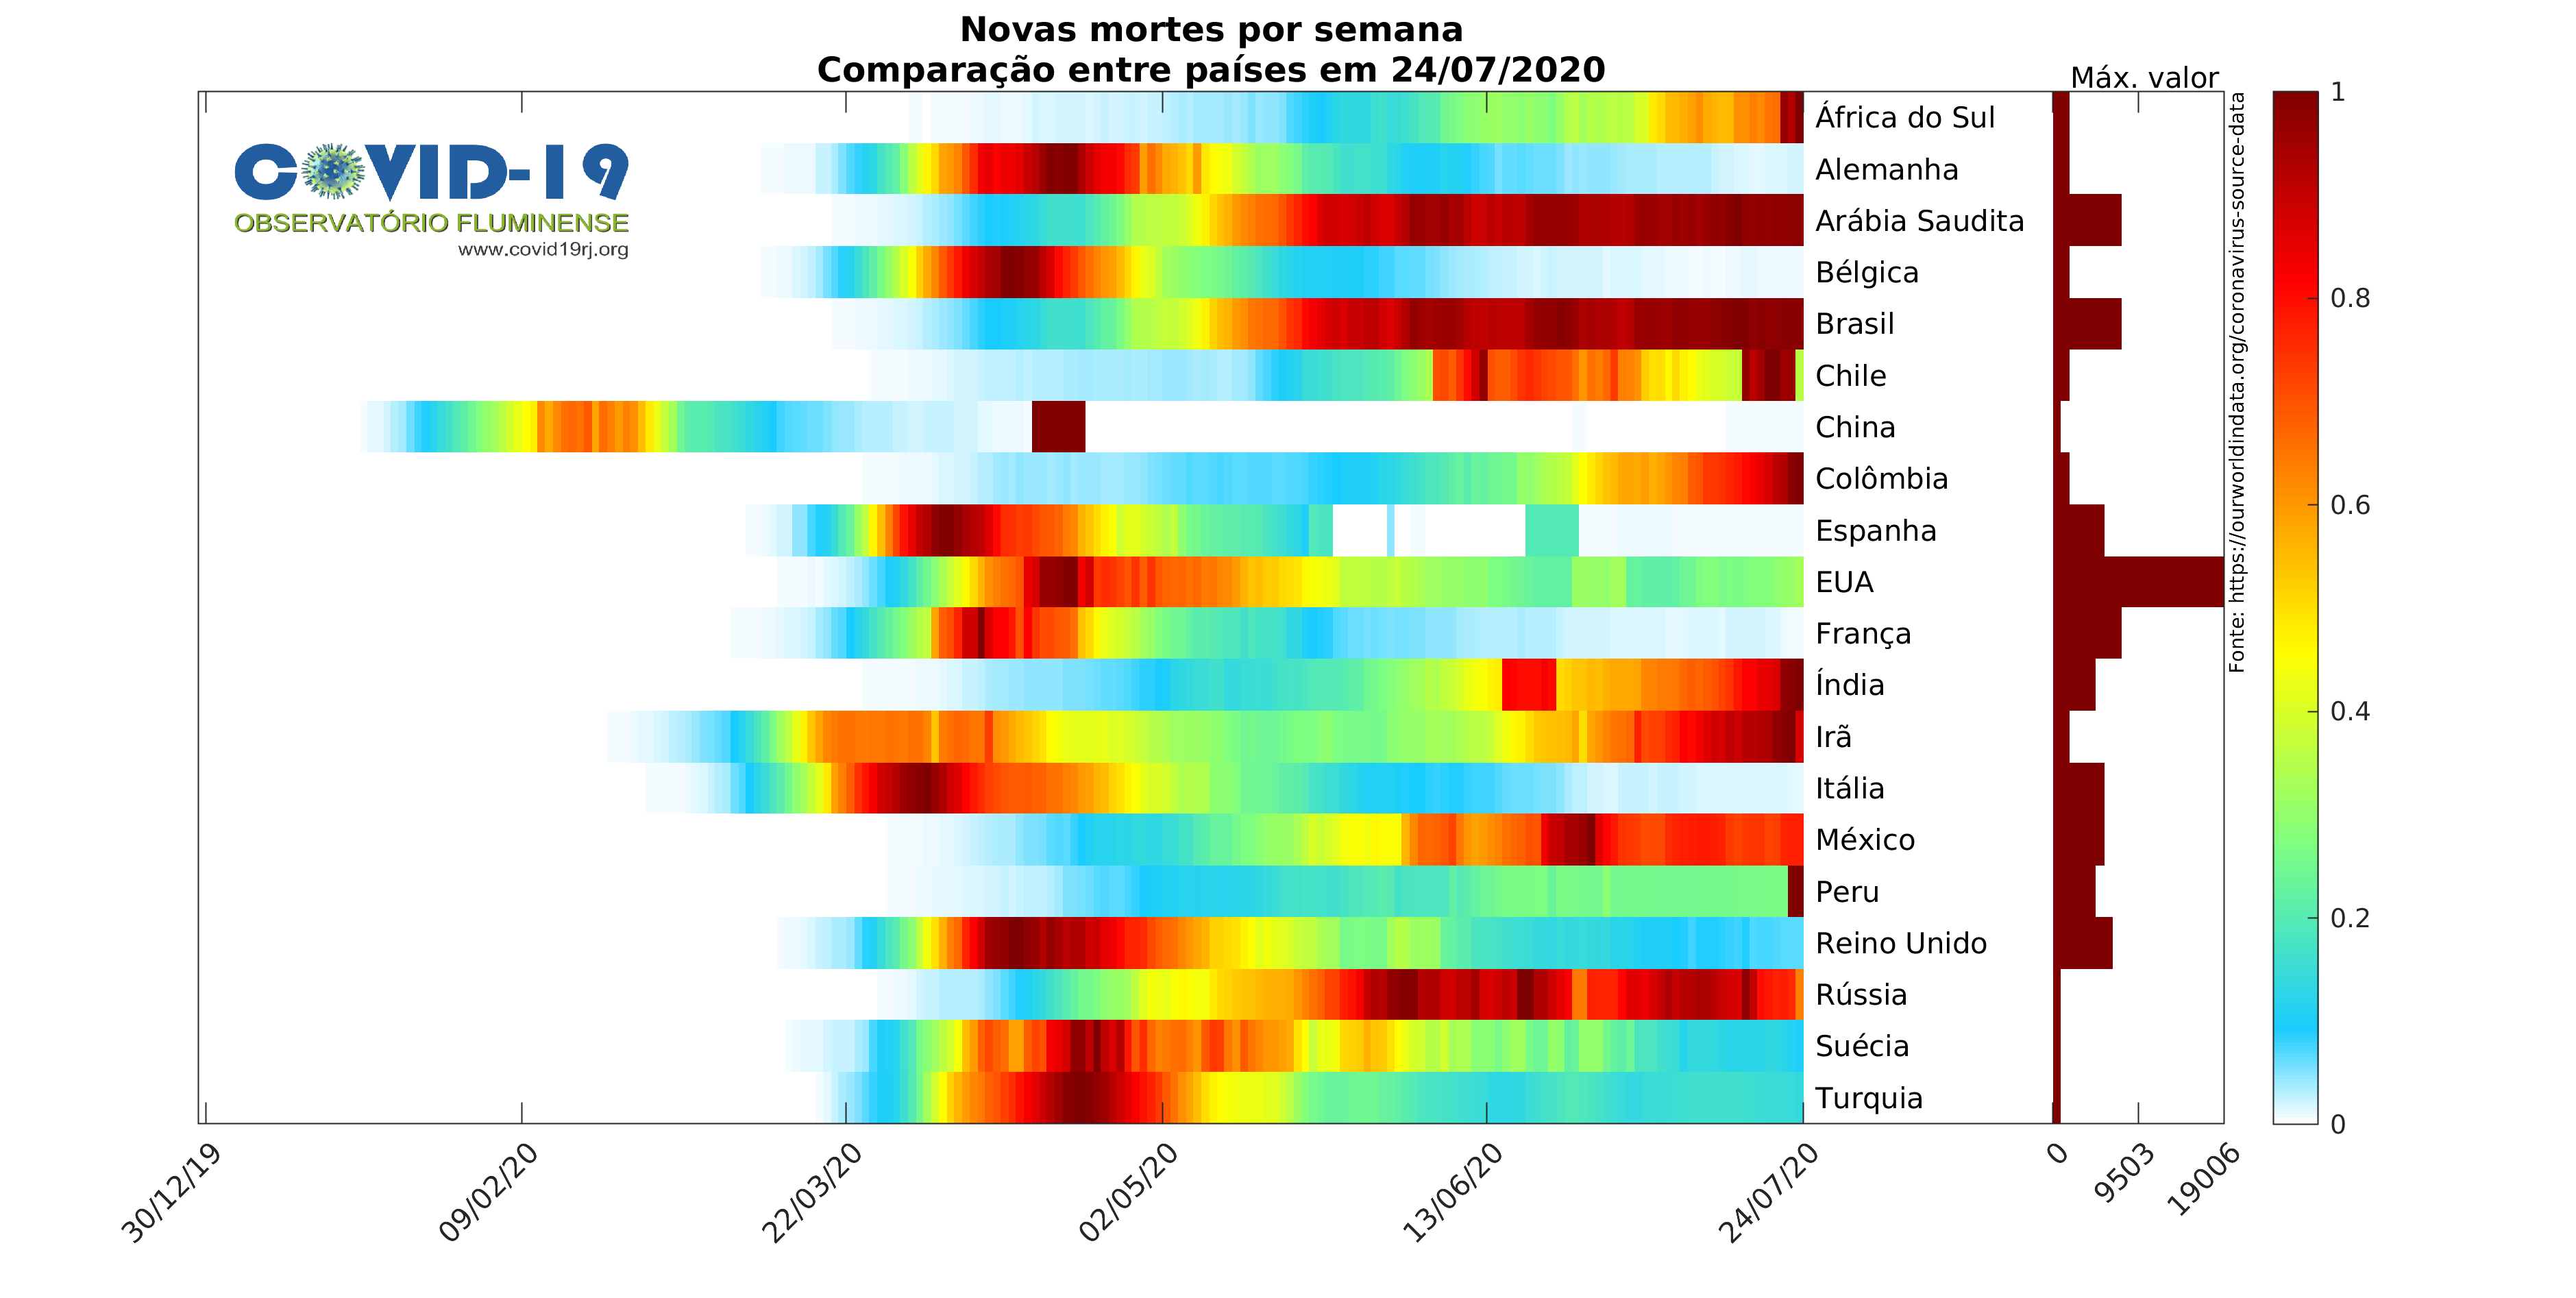 Novas mortes por semana
Comparação entre países em 24/07/2020
Máx. valor
COVID-19
OBSERVATÓRIO FLUMINENSE
www.covid19rj.org
África do Sul
Alemanha
Arábia Saudita
Bélgica
Brasil
Chile
China
Colômbia
Espanha
EUA
França
Índia
Irã
Itália
México
Peru
Reino Unido
Rússia
Suécia
Turquia
Fonte: https://ourworldindata.org/coronavirus-source-data
1
0.8
0.6
0.4
0.2
0
30/12/19
09/02/20
22/03/20
02/05/20
13/06/20
24/07/20
0
9503
19006